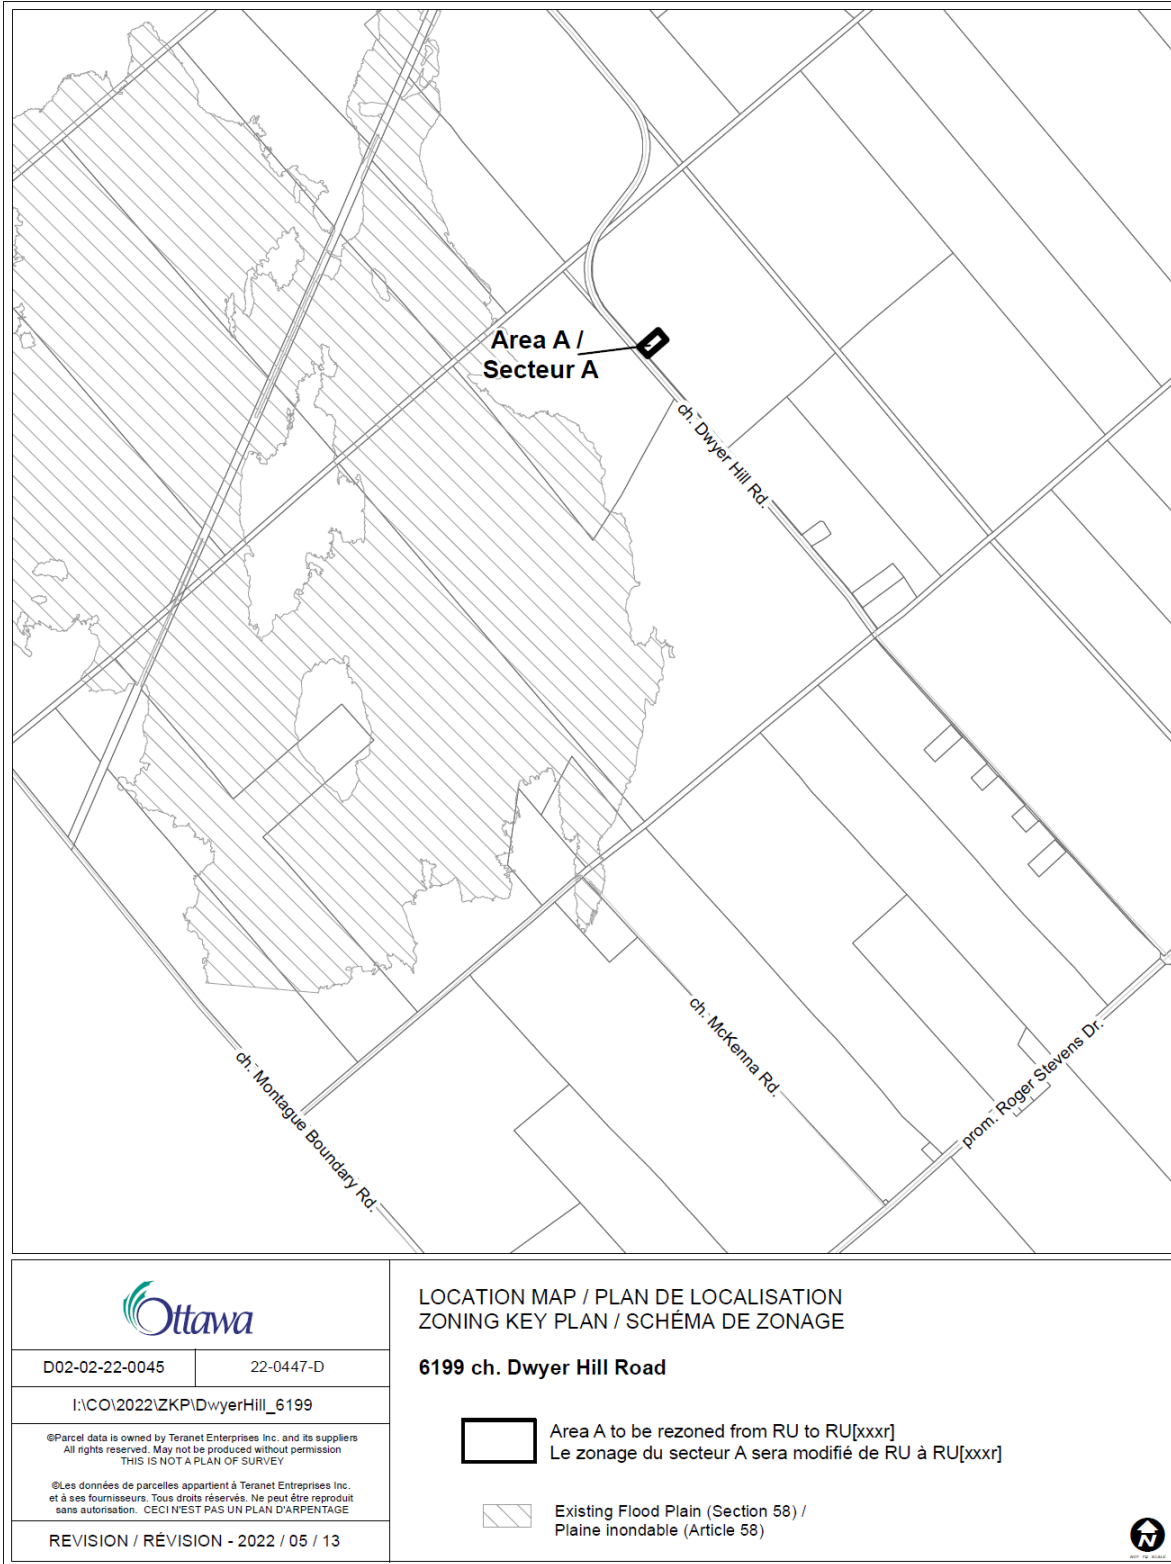 Area A /
Secteur A
ch. Dwyer Hill Rd.
ch. McKenna Rd.
ch. Montague Boundary Rd.
prom. Roger Stevens Dr.
Ottawa
D02-02-22-0045
22-0447-D
I:\CO\2022\ZKP\DwyerHill_6199
©Parcel data is owned by Teranet Enterprises Inc. and its suppliers
All rights reserved. May not be produced without permission
THIS IS NOT A PLAN OF SURVEY
©Les données de parcelles appartient à Teranet Entreprises Inc.
et à ses fournisseurs. Tous droits réservés. Ne peut être reproduit
sans autorisation. CECI N'EST PAS UN PLAN D'ARPENTAGE
REVISION / RÉVISION - 2022 / 05 / 13
LOCATION MAP / PLAN DE LOCALISATION
ZONING KEY PLAN / SCHÉMA DE ZONAGE
6199 ch. Dwyer Hill Road
Area A to be rezoned from RU to RU[xxxr]
Le zonage du secteur A sera modifié de RU à RU[xxxr]
Existing Flood Plain (Section 58) /
Plaine inondable (Article 58)
N
NOT TO SCALE